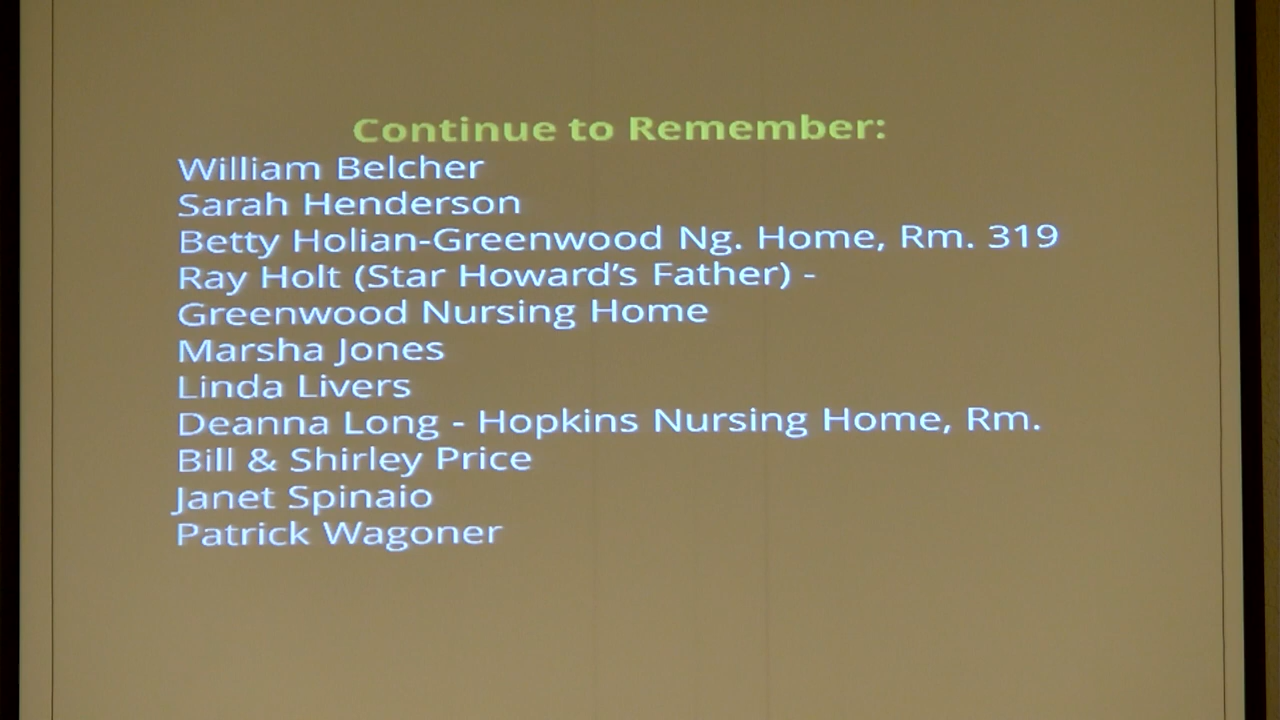 Continue to Remember:
William Belcher
Sarah Henderson
Betty Holian-Greenwood Ng. Home, Rm. 319
Ray Holt (Star Howard’s Father) -
Greenwood Nursing Home
Marsha Jones
Linda Livers
Deanna Long - Hopkins Nursing Home, Rm.
Bill & Shirley Price
Janet Spinaio
Patrick Wagoner